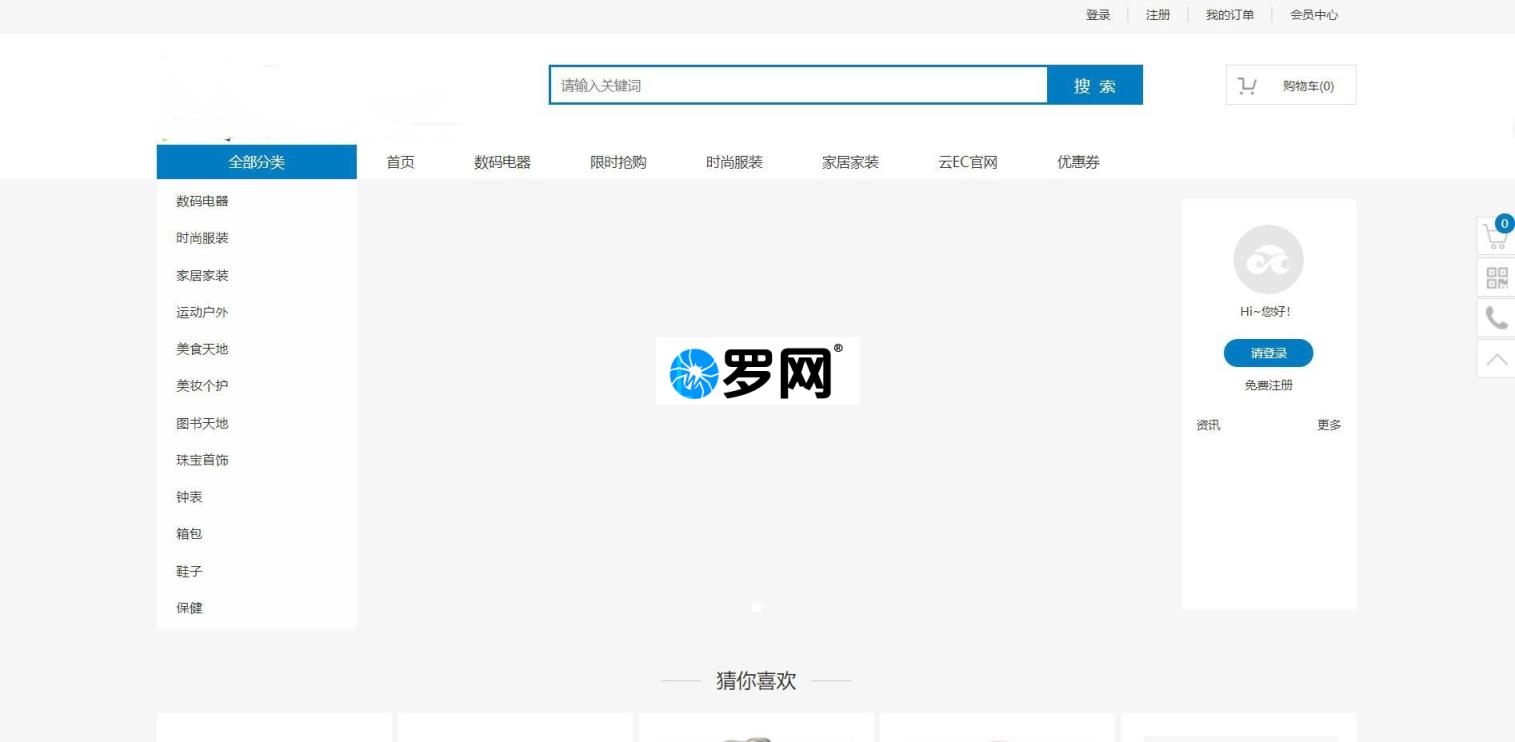 登录 注册 我的订单 会员中心
请输入关键词 搜 索 购物车(0)
全部分类 首页 数码电器 限时抢购 时尚服装 家居家装 云EC官网 优惠券
数码电器
时尚服装
家居家装
运动户外
美食天地
美妆个护
图书天地
珠宝首饰
钟表
箱包
鞋子
保健
罗网®
Hi~您好!
请登录
免费注册
资讯 更多
0
猜你喜欢